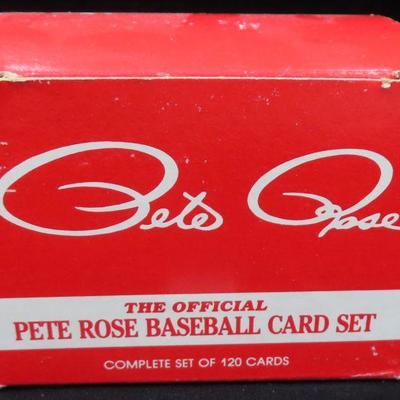 Pete Rose
THE OFFICIAL
PETE ROSE BASEBALL CARD SET
COMPLETE SET OF 120 CARDS